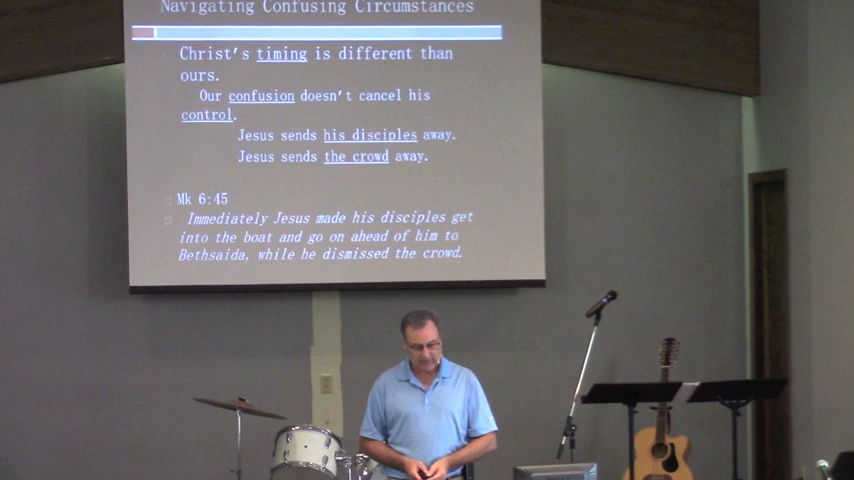 Navigating Confusing Circumstances
Christ's timing is different than
ours.
Our confusion doesn't cancel his
control.
Jesus sends his disciples away.
Jesus sends the crowd away.
Mk 6:45
Immediately Jesus made his disciples get
into the boat and go on ahead of him to
Bethsaida, while he dismissed the crowd.